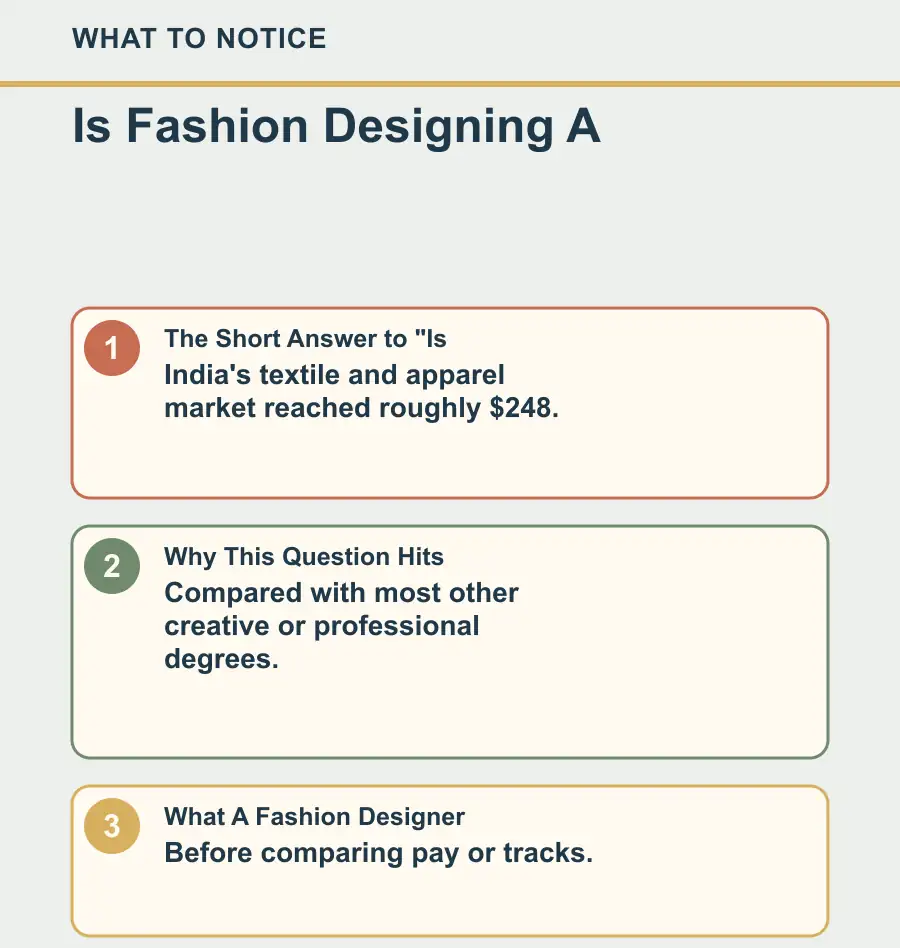 WHAT TO NOTICE
Is Fashion Designing A
1
The Short Answer to "Is
India's textile and apparel
market reached roughly $248.
2
Why This Question Hits
Compared with most other
creative or professional
degrees.
3
What A Fashion Designer
Before comparing pay or tracks.